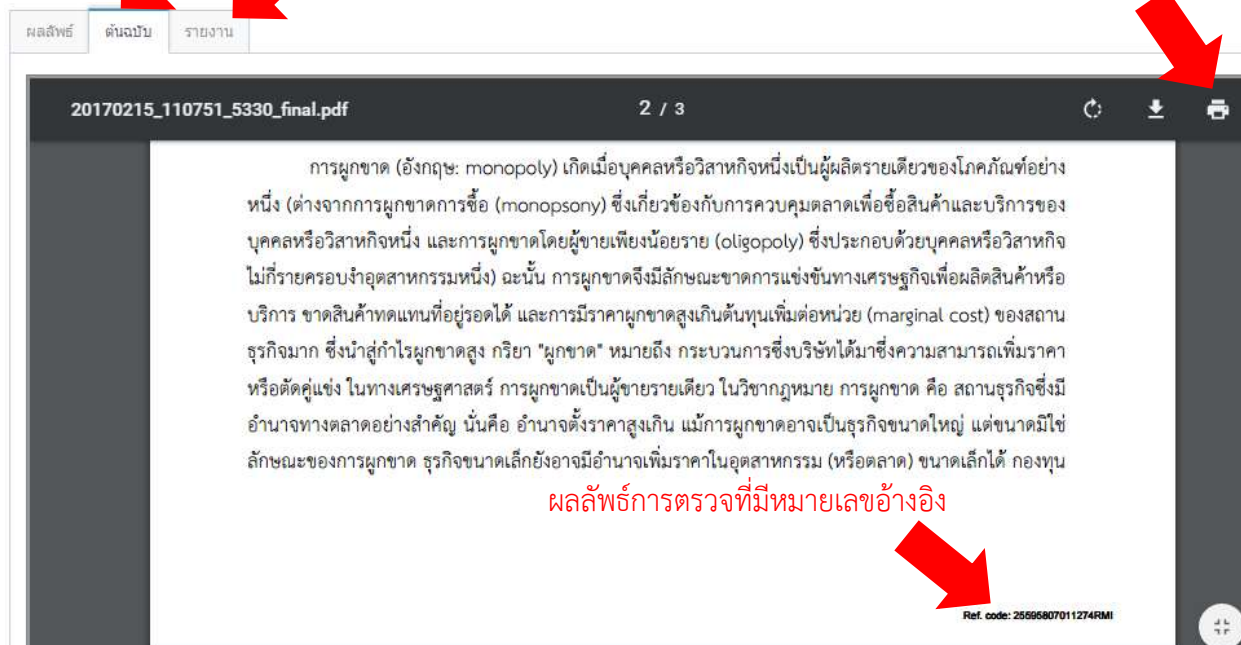 ผลลัพธ์ ต้นฉบับ รายงาน
20170215_110751_5330_final.pdf 2 / 3
การผูกขาด (อังกฤษ: monopoly) เกิดเมื่อบุคคลหรือวิสาหกิจหนึ่งเป็นผู้ผลิตรายเดียวของโภคภัณฑ์อย่าง
หนึ่ง (ต่างจากการผูกขาดการซื้อ (monopsony) ซึ่งเกี่ยวข้องกับการควบคุมตลาดเพื่อซื้อสินค้าและบริการของ
บุคคลหรือวิสาหกิจหนึ่ง และการผูกขาดโดยผู้ขายเพียงน้อยราย (oligopoly) ซึ่งประกอบด้วยบุคคลหรือวิสาหกิจ
ไม่กี่รายครอบงำอุตสาหกรรมหนึ่ง) ฉะนั้น การผูกขาดจึงมีลักษณะขาดการแข่งขันทางเศรษฐกิจเพื่อผลิตสินค้าหรือ
บริการ ขาดสินค้าทดแทนที่อยู่รอดได้ และการมีราคาผูกขาดสูงเกินต้นทุนเพิ่มต่อหน่วย (marginal cost) ของสถาน
ธุรกิจมาก ซึ่งนำสู่กำไรผูกขาดสูง กริยา "ผูกขาด" หมายถึง กระบวนการซึ่งบริษัทได้มาซึ่งความสามารถเพิ่มราคา
หรือตัดคู่แข่ง ในทางเศรษฐศาสตร์ การผูกขาดเป็นผู้ขายรายเดียว ในวิชากฎหมาย การผูกขาด คือ สถานธุรกิจซึ่งมี
อำนาจทางตลาดอย่างสำคัญ นั่นคือ อำนาจตั้งราคาสูงเกิน แม้การผูกขาดอาจเป็นธุรกิจขนาดใหญ่ แต่ขนาดมิใช่
ลักษณะของการผูกขาด ธุรกิจขนาดเล็กยังอาจมีอำนาจเพิ่มราคาในอุตสาหกรรม (หรือตลาด) ขนาดเล็กได้ กองทุน
ผลลัพธ์การตรวจที่มีหมายเลขอ้างอิง
Ref. code: 25595807011274RMI